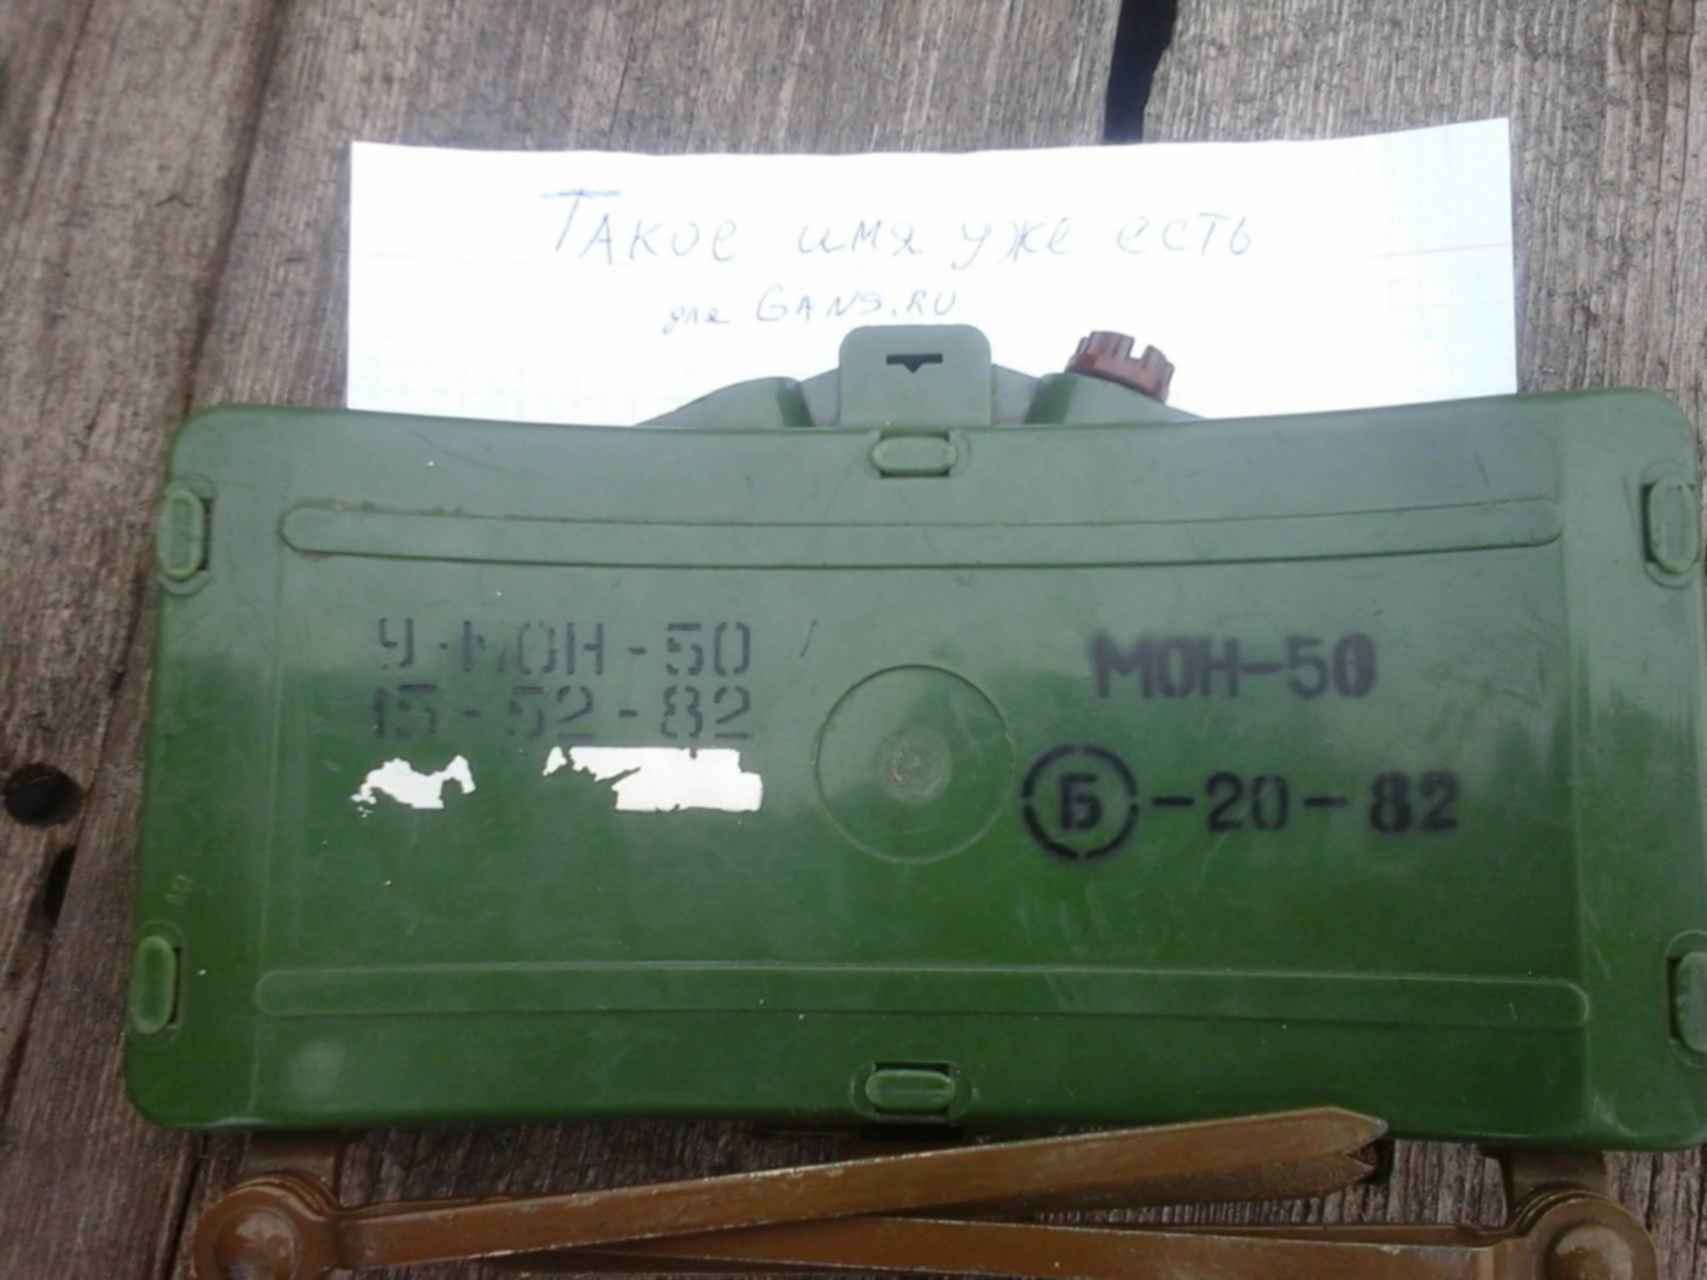 Такое имя уже есть
для GANS.RU
У-МОН-50
15-52-82
МОН-50
Б-20-82